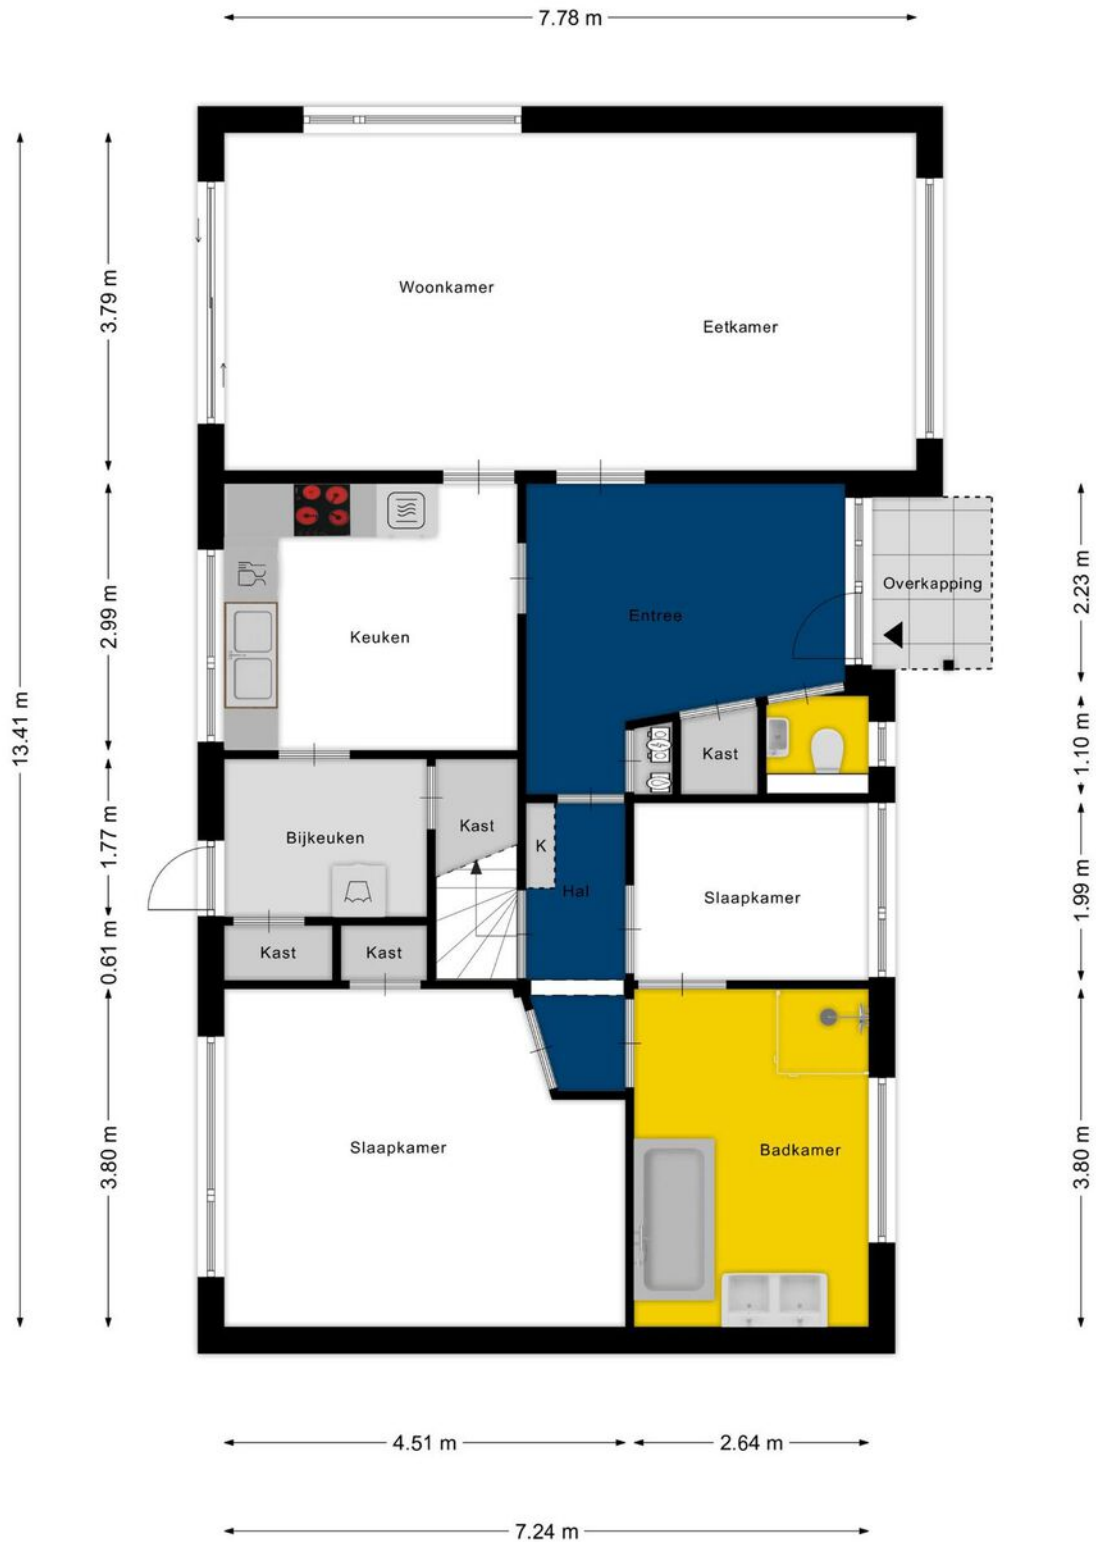 7.78 m
Woonkamer
Eetkamer
3.79 m
13.41 m
2.99 m
Keuken
Entree
Overkapping
2.23 m
Kast
1.10 m
1.77 m
Bijkeuken
Kast
K
Hal
Slaapkamer
1.99 m
0.61 m
Kast
Kast
3.80 m
Slaapkamer
Badkamer
3.80 m
4.51 m
2.64 m
7.24 m